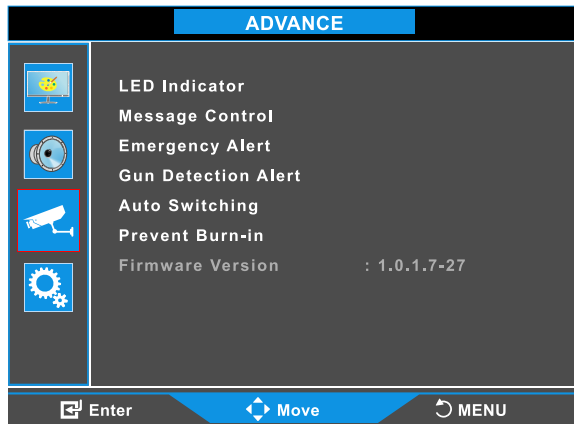 ADVANCE
LED Indicator
Message Control
Emergency Alert
Gun Detection Alert
Auto Switching
Prevent Burn-in
Firmware Version : 1.0.1.7-27
Enter Move MENU